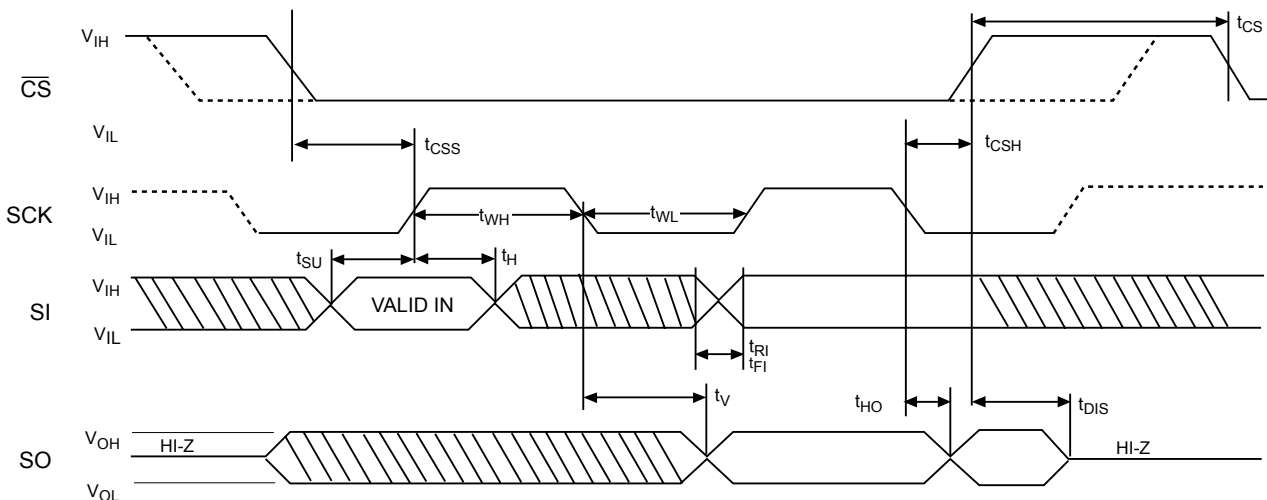 tCS
VIH
CS
VIL
tCSS
tCSH
VIH
SCK
tWH
tWL
VIL
tSU
tH
VIH
SI
VALID IN
VIL
tRI
tFI
tV
tHO
tDIS
VOH
HI-Z
HI-Z
SO
VOL